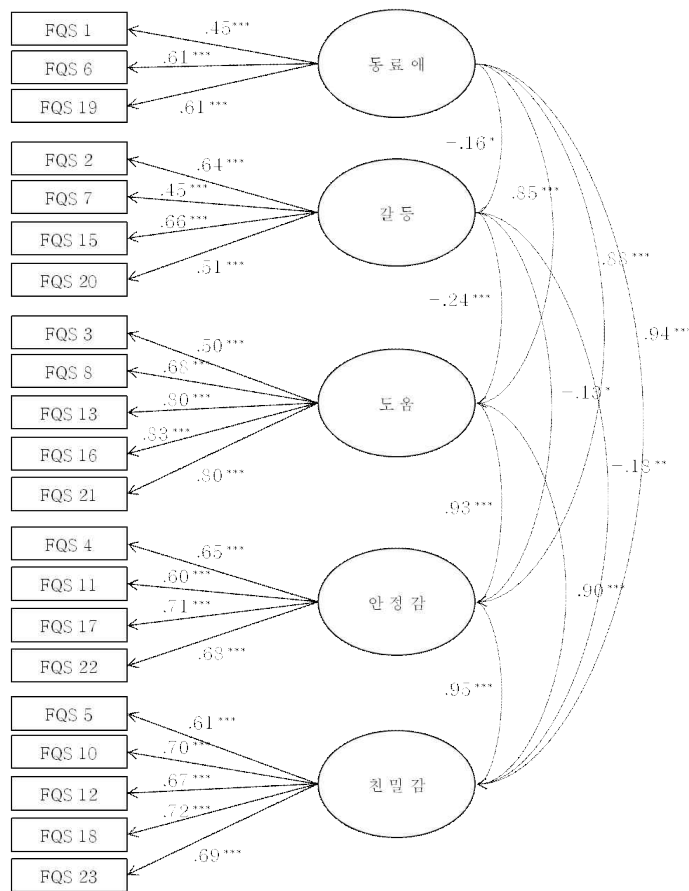 FQS 1
FQS 6
FQS 19
.45***
.61***
.61***
동료애
FQS 2
FQS 7
FQS 15
FQS 20
.64***
.45***
.66***
.51***
갈등
FQS 3
FQS 8
FQS 13
FQS 16
FQS 21
.50***
.68***
.80***
.83***
.80***
도움
FQS 4
FQS 11
FQS 17
FQS 22
.65***
.60***
.71***
.68***
안정감
FQS 5
FQS 10
FQS 12
FQS 18
FQS 23
.61***
.70***
.67***
.72***
.69***
친밀감
-.16*
.85***
.88***
.94***
-.24***
-.13*
-.18**
.93***
.90***
.95***